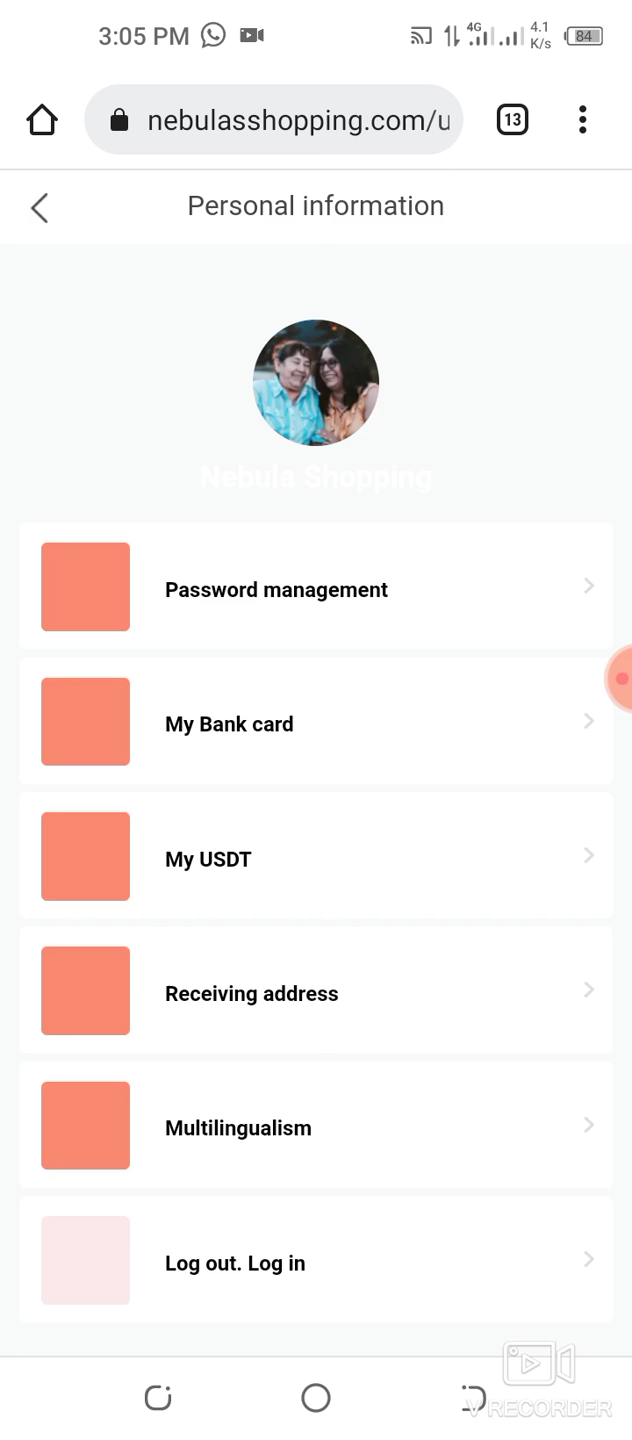 3:05 PM 4G 4.1 K/s 84
nebulasshopping.com/u 13
Personal information
Nebula Shopping
Password management
My Bank card
My USDT
Receiving address
Multilingualism
Log out. Log in
V RECORDER